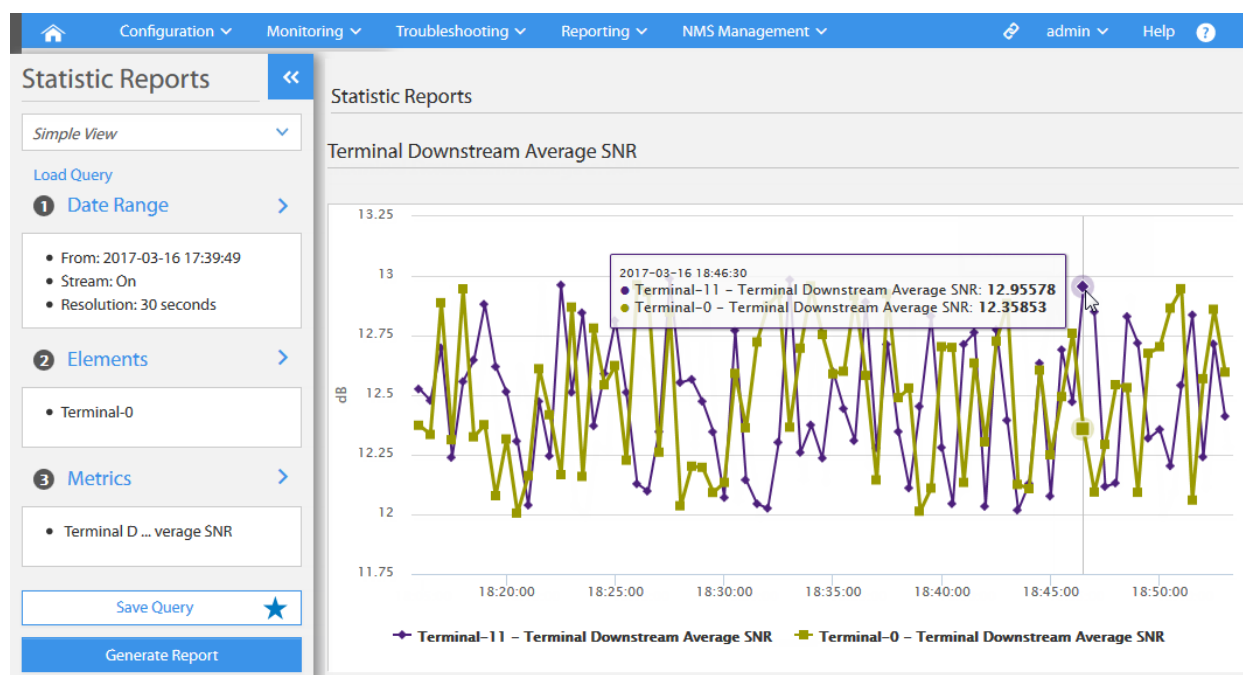 Configuration Monitoring Troubleshooting Reporting NMS Management admin Help ?
Statistic Reports
Simple View
Load Query
1 Date Range
From: 2017-03-16 17:39:49
Stream: On
Resolution: 30 seconds
2 Elements
Terminal-0
3 Metrics
Terminal D ... verage SNR
Save Query
Generate Report
Statistic Reports
Terminal Downstream Average SNR
13.25
13
12.75
12.5
12.25
12
11.75
dB
2017-03-16 18:46:30
Terminal-11 – Terminal Downstream Average SNR: 12.95578
Terminal-0 – Terminal Downstream Average SNR: 12.35853
18:20:00 18:25:00 18:30:00 18:35:00 18:40:00 18:45:00 18:50:00
Terminal-11 – Terminal Downstream Average SNR Terminal-0 – Terminal Downstream Average SNR